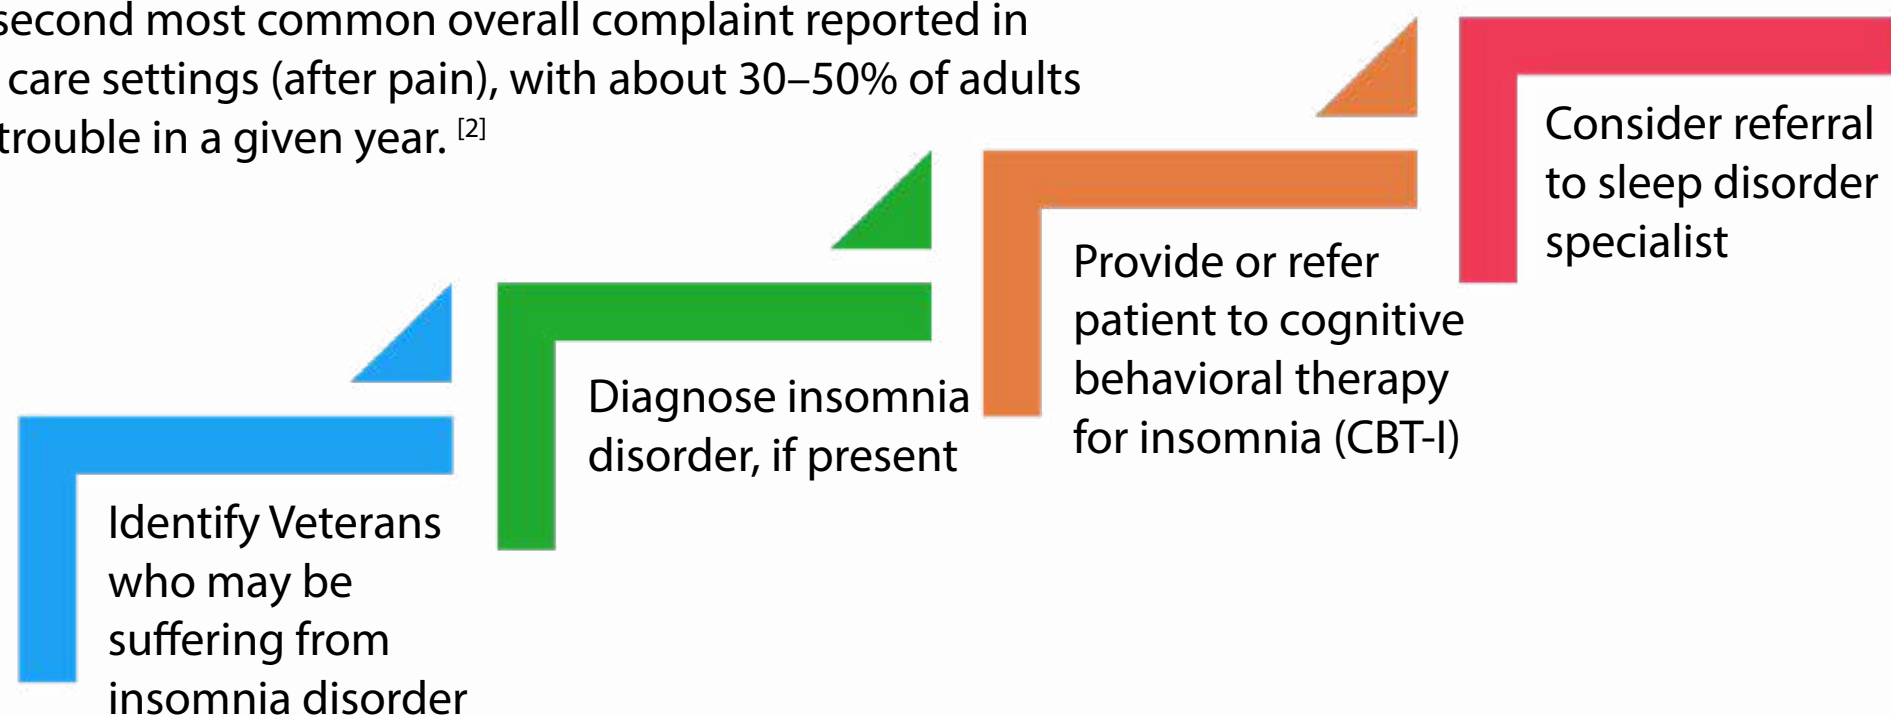 second most common overall complaint reported in
care settings (after pain), with about 30–50% of adults
trouble in a given year. [2]
Identify Veterans
who may be
suffering from
insomnia disorder
Diagnose insomnia
disorder, if present
Provide or refer
patient to cognitive
behavioral therapy
for insomnia (CBT-I)
Consider referral
to sleep disorder
specialist